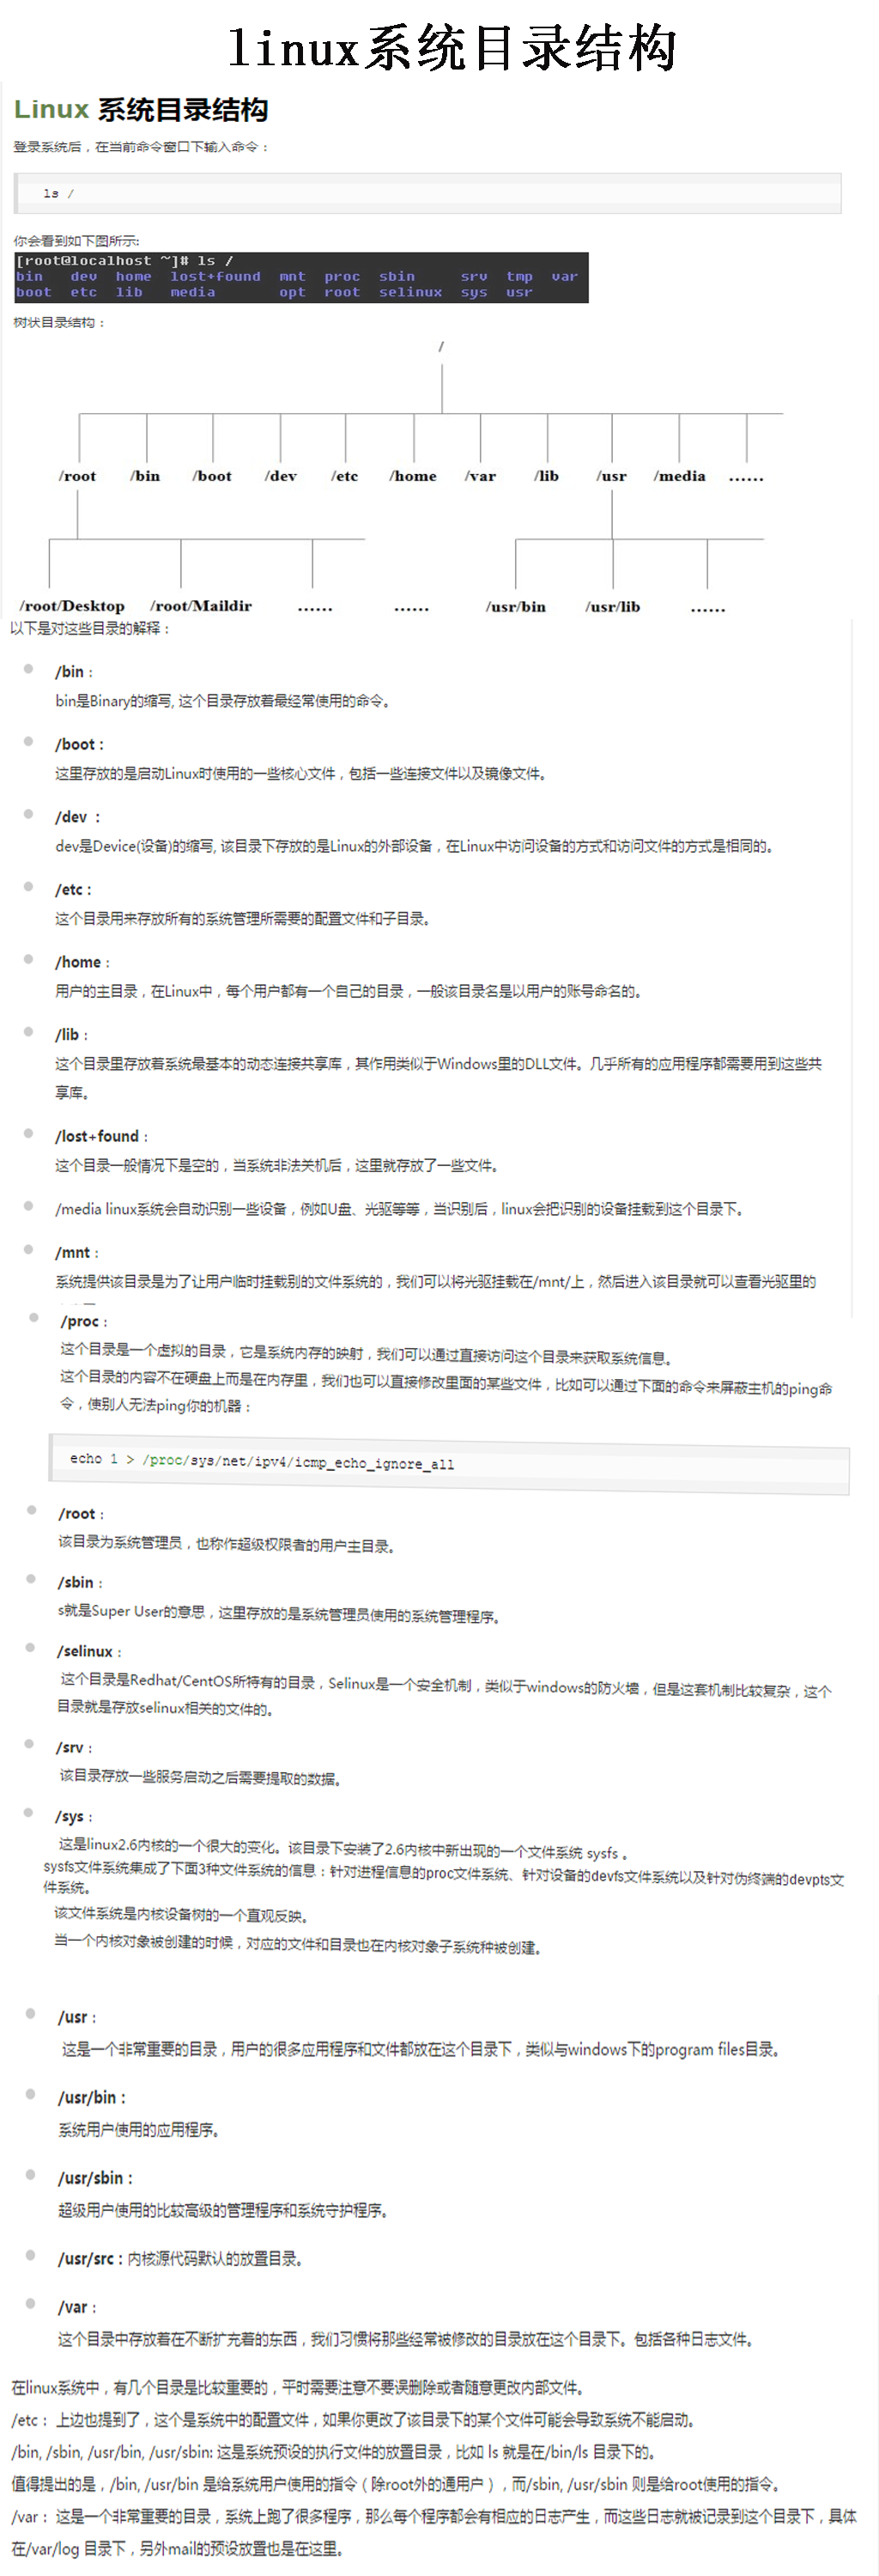 linux系统目录结构
Linux 系统目录结构
登录系统后，在当前命令窗口下输入命令：
ls /
你会看到如下图所示:
[root@localhost ~]# ls /
bin dev home lost+found mnt proc sbin srv tmp var
boot etc lib media opt root selinux sys usr
树状目录结构：
/
/root /bin /boot /dev /etc /home /var /lib /usr /media ……
/root/Desktop /root/Maildir …… …… /usr/bin /usr/lib ……
以下是对这些目录的解释：
/bin：
bin是Binary的缩写, 这个目录存放着最经常使用的命令。
/boot：
这里存放的是启动Linux时使用的一些核心文件，包括一些连接文件以及镜像文件。
/dev ：
dev是Device(设备)的缩写, 该目录下存放的是Linux的外部设备，在Linux中访问设备的方式和访问文件的方式是相同的。
/etc：
这个目录用来存放所有的系统管理所需要的配置文件和子目录。
/home：
用户的主目录，在Linux中，每个用户都有一个自己的目录，一般该目录名是以用户的账号命名的。
/lib：
这个目录里存放着系统最基本的动态连接共享库，其作用类似于Windows里的DLL文件。几乎所有的应用程序都需要用到这些共
享库。
/lost+found：
这个目录一般情况下是空的，当系统非法关机后，这里就存放了一些文件。
/media linux系统会自动识别一些设备，例如U盘、光驱等等，当识别后，linux会把识别的设备挂载到这个目录下。
/mnt：
系统提供该目录是为了让用户临时挂载别的文件系统的，我们可以将光驱挂载在/mnt/上，然后进入该目录就可以查看光驱里的
/proc：
这个目录是一个虚拟的目录，它是系统内存的映射，我们可以通过直接访问这个目录来获取系统信息。
这个目录的内容不在硬盘上而是在内存里，我们也可以直接修改里面的某些文件，比如可以通过下面的命令来屏蔽主机的ping命
令，使别人无法ping你的机器：
echo 1 > /proc/sys/net/ipv4/icmp_echo_ignore_all
/root：
该目录为系统管理员，也称作超级权限者的用户主目录。
/sbin：
s就是Super User的意思，这里存放的是系统管理员使用的系统管理程序。
/selinux：
这个目录是Redhat/CentOS所特有的目录，Selinux是一个安全机制，类似于windows的防火墙，但是这套机制比较复杂，这个
目录就是存放selinux相关的文件的。
/srv：
该目录存放一些服务启动之后需要提取的数据。
/sys：
这是linux2.6内核的一个很大的变化。该目录下安装了2.6内核中新出现的一个文件系统 sysfs 。
sysfs文件系统集成了下面3种文件系统的信息：针对进程信息的proc文件系统、针对设备的devfs文件系统以及针对伪终端的devpts文
件系统。
该文件系统是内核设备树的一个直观反映。
当一个内核对象被创建的时候，对应的文件和目录也在内核对象子系统种被创建。
/usr：
这是一个非常重要的目录，用户的很多应用程序和文件都放在这个目录下，类似与windows下的program files目录。
/usr/bin：
系统用户使用的应用程序。
/usr/sbin：
超级用户使用的比较高级的管理程序和系统守护程序。
/usr/src：内核源代码默认的放置目录。
/var：
这个目录中存放着在不断扩充着的东西，我们习惯将那些经常被修改的目录放在这个目录下。包括各种日志文件。
在linux系统中，有几个目录是比较重要的，平时需要注意不要误删除或者随意更改内部文件。
/etc： 上边也提到了，这个是系统中的配置文件，如果你更改了该目录下的某个文件可能会导致系统不能启动。
/bin, /sbin, /usr/bin, /usr/sbin: 这是系统预设的执行文件的放置目录，比如 ls 就是在/bin/ls 目录下的。
值得提出的是，/bin, /usr/bin 是给系统用户使用的指令（除root外的通用户），而/sbin, /usr/sbin 则是给root使用的指令。
/var： 这是一个非常重要的目录，系统上跑了很多程序，那么每个程序都会有相应的日志产生，而这些日志就被记录到这个目录下，具体
在/var/log 目录下，另外mail的预设放置也是在这里。